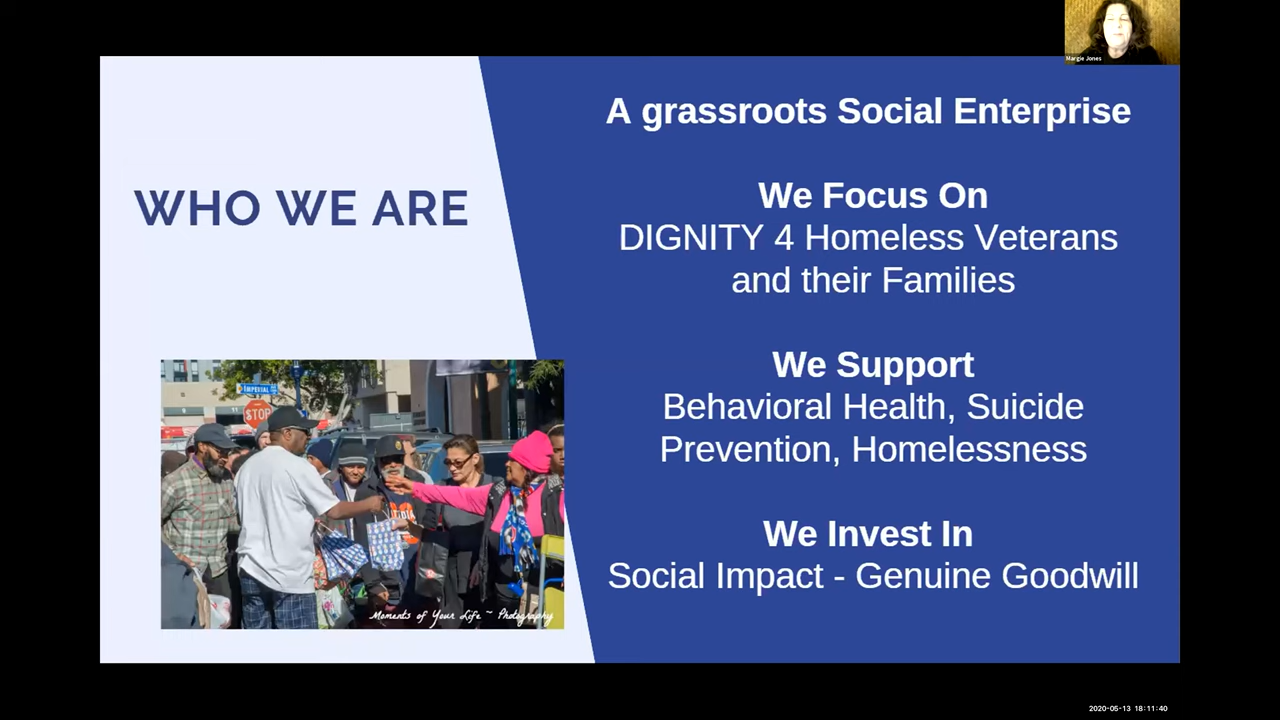 Margie Jones
A grassroots Social Enterprise
WHO WE ARE
We Focus On
DIGNITY 4 Homeless Veterans
and their Families
We Support
Behavioral Health, Suicide
Prevention, Homelessness
We Invest In
Social Impact - Genuine Goodwill
IMPERIAL
STOP
Moments of Your Life ~ Photography
2020-05-13 18:11:40